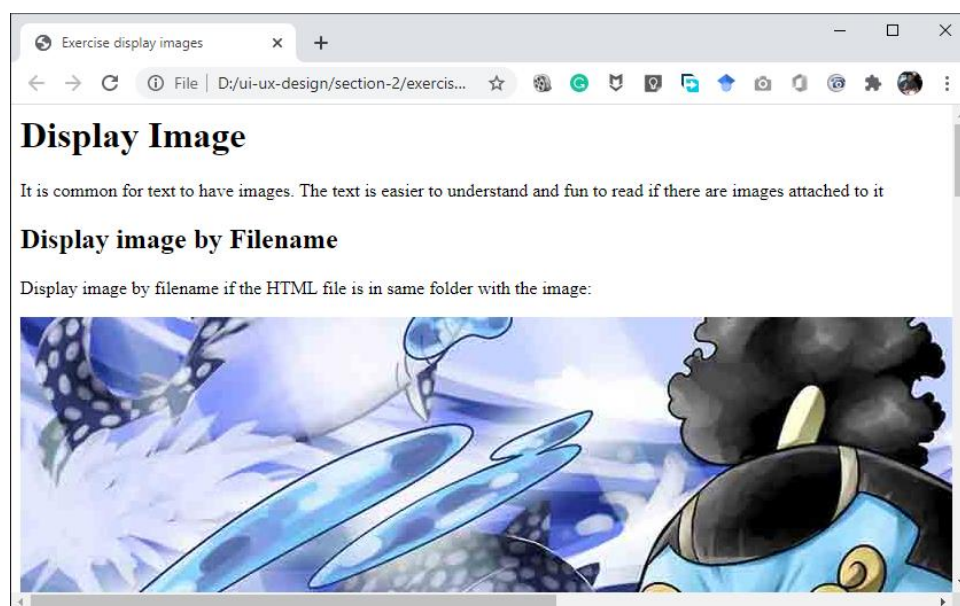 Exercise display images
File | D:/ui-ux-design/section-2/exercis...
Display Image
It is common for text to have images. The text is easier to understand and fun to read if there are images attached to it
Display image by Filename
Display image by filename if the HTML file is in same folder with the image: